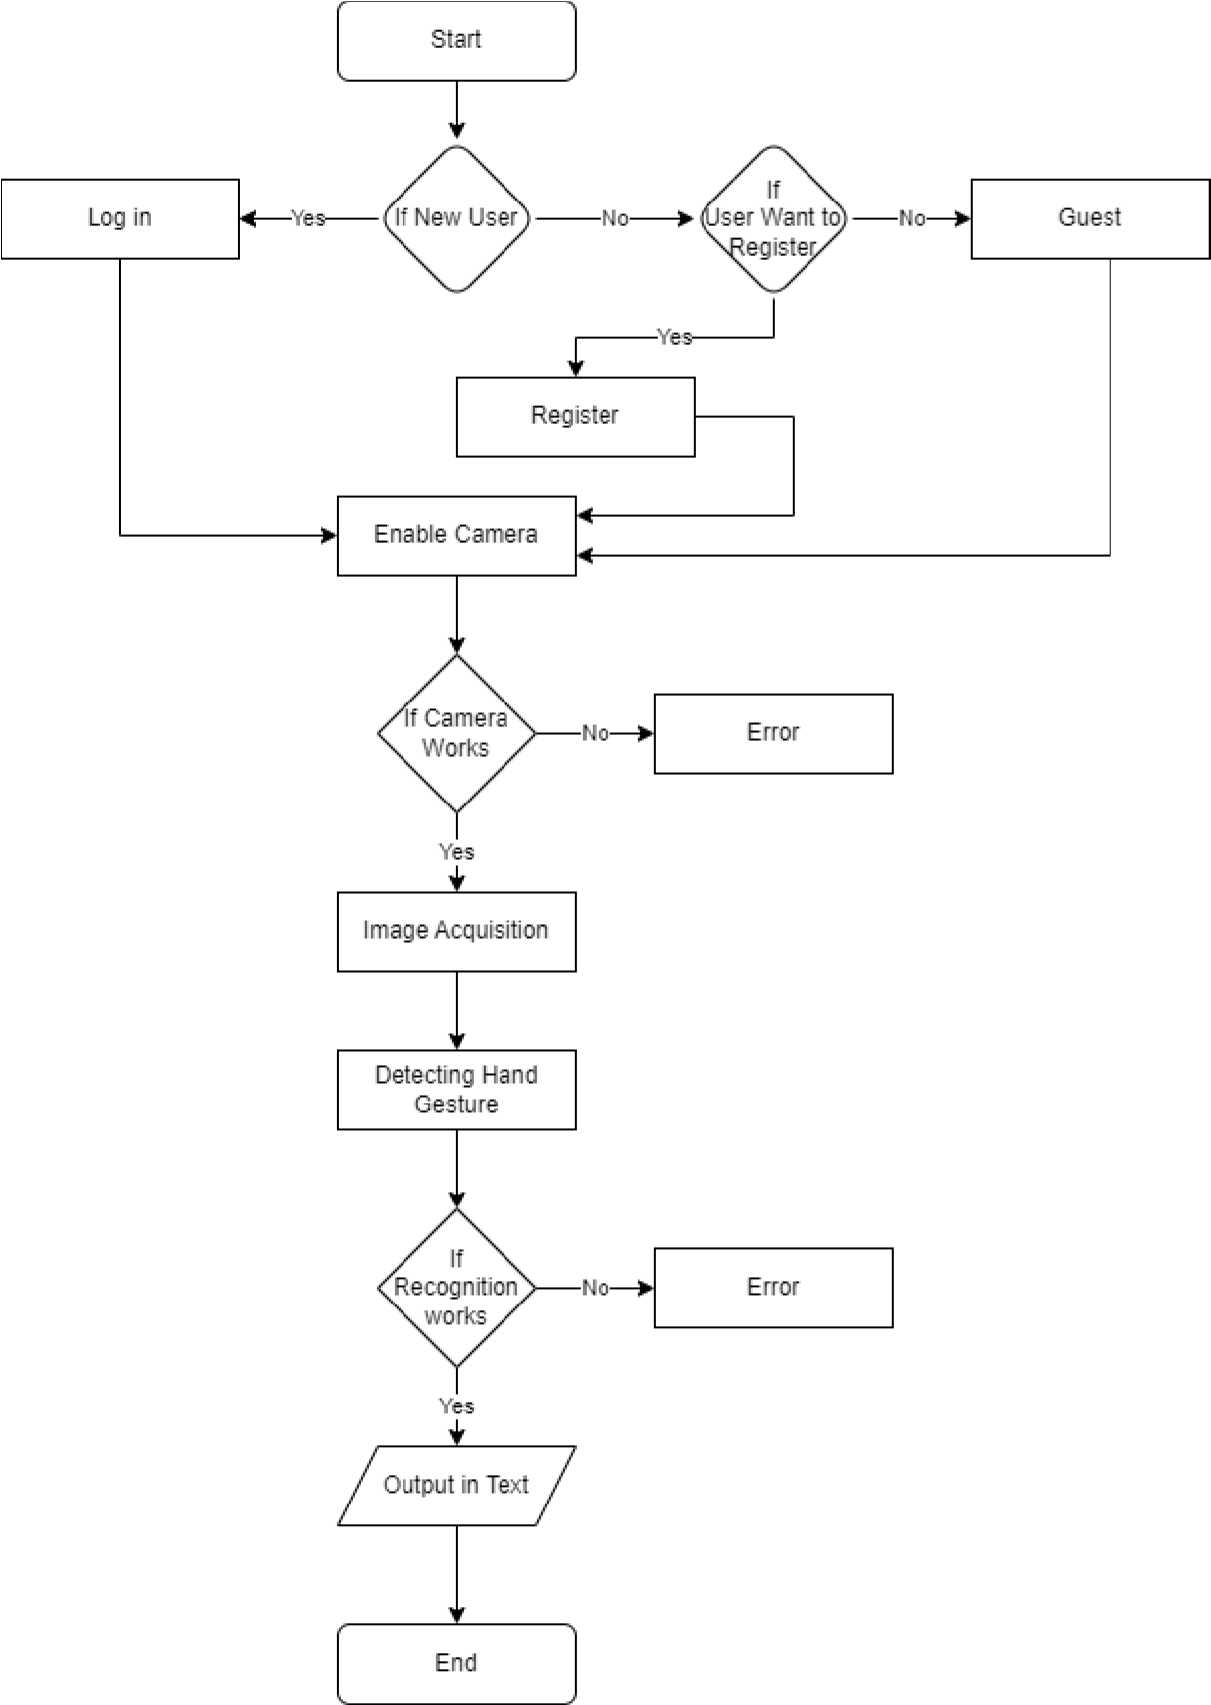 Start
Log in
Yes
If New User
No
If
User Want to
Register
No
Guest
Yes
Register
Enable Camera
If Camera
Works
No
Error
Yes
Image Acquisition
Detecting Hand
Gesture
If
Recognition
works
No
Error
Yes
Output in Text
End